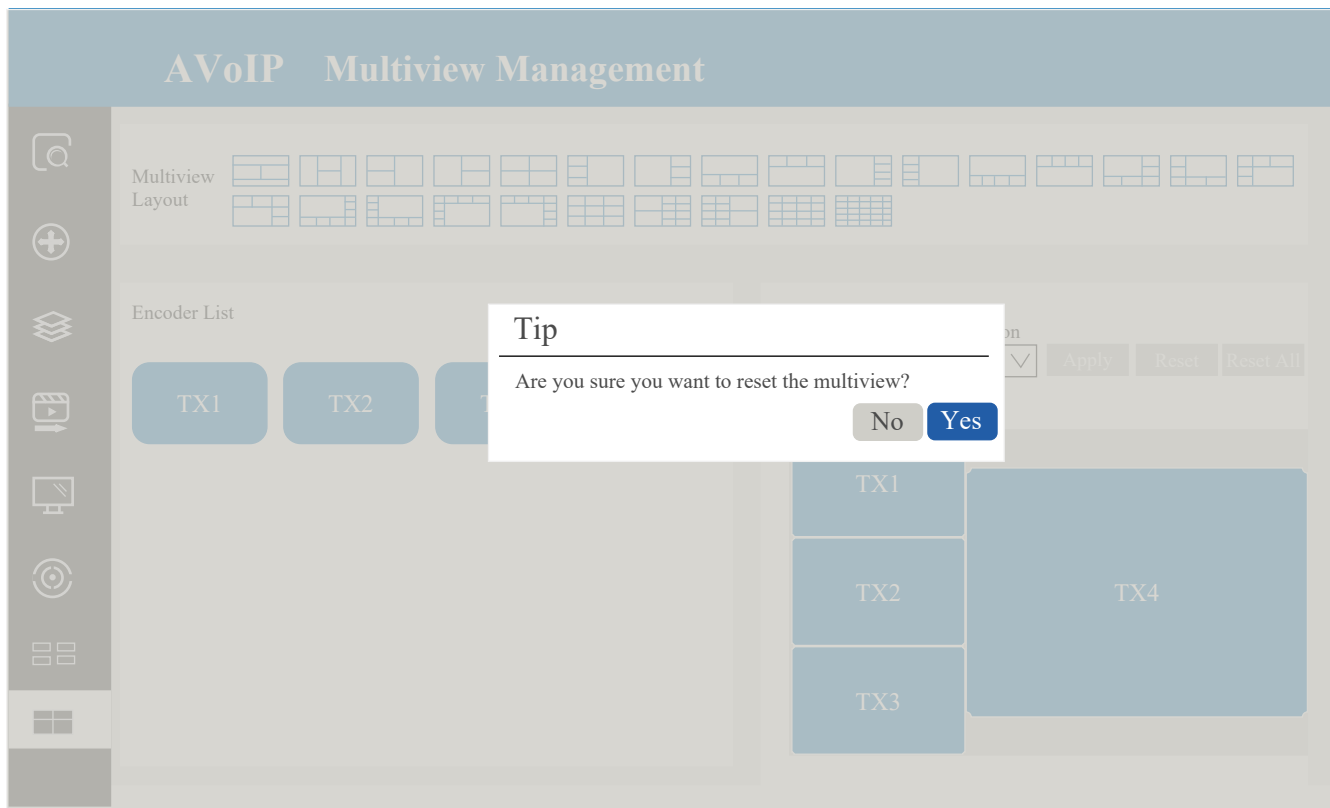 AVoIP Multiview Management
Multiview
Layout
Encoder List
Tip
Are you sure you want to reset the multiview?
No Yes
Apply Reset Reset All
TX1 TX2
TX1
TX2
TX3
TX4